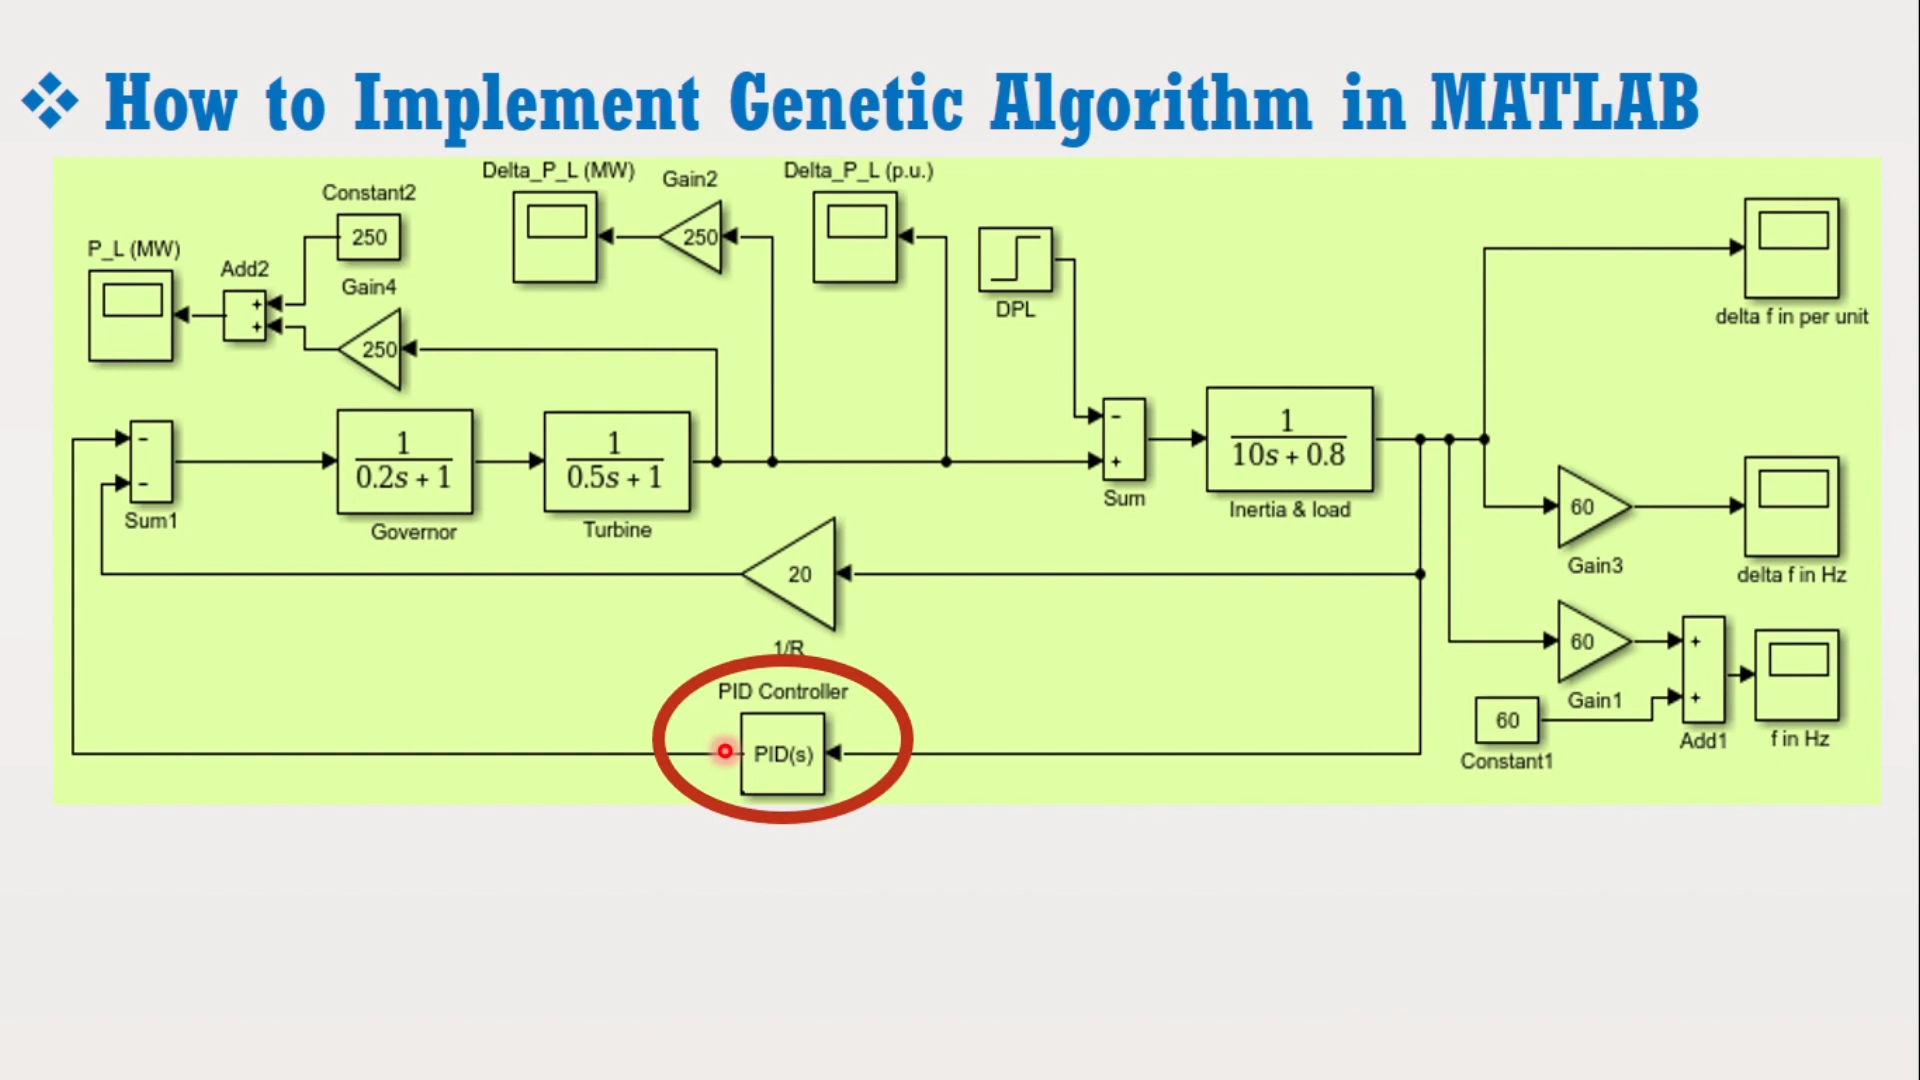 How to Implement Genetic Algorithm in MATLAB
Delta_P_L (MW)
Gain2
Delta_P_L (p.u.)
Constant2
250
P_L (MW)
Add2
Gain4
250
250
DPL
delta f in per unit
+
+
-
-
Sum1
1
0.2s + 1
Governor
1
0.5s + 1
Turbine
-
+
Sum
1
10s + 0.8
Inertia & load
60
Gain3
delta f in Hz
20
1/R
60
Gain1
60
Constant1
+
+
Add1
f in Hz
PID Controller
PID(s)